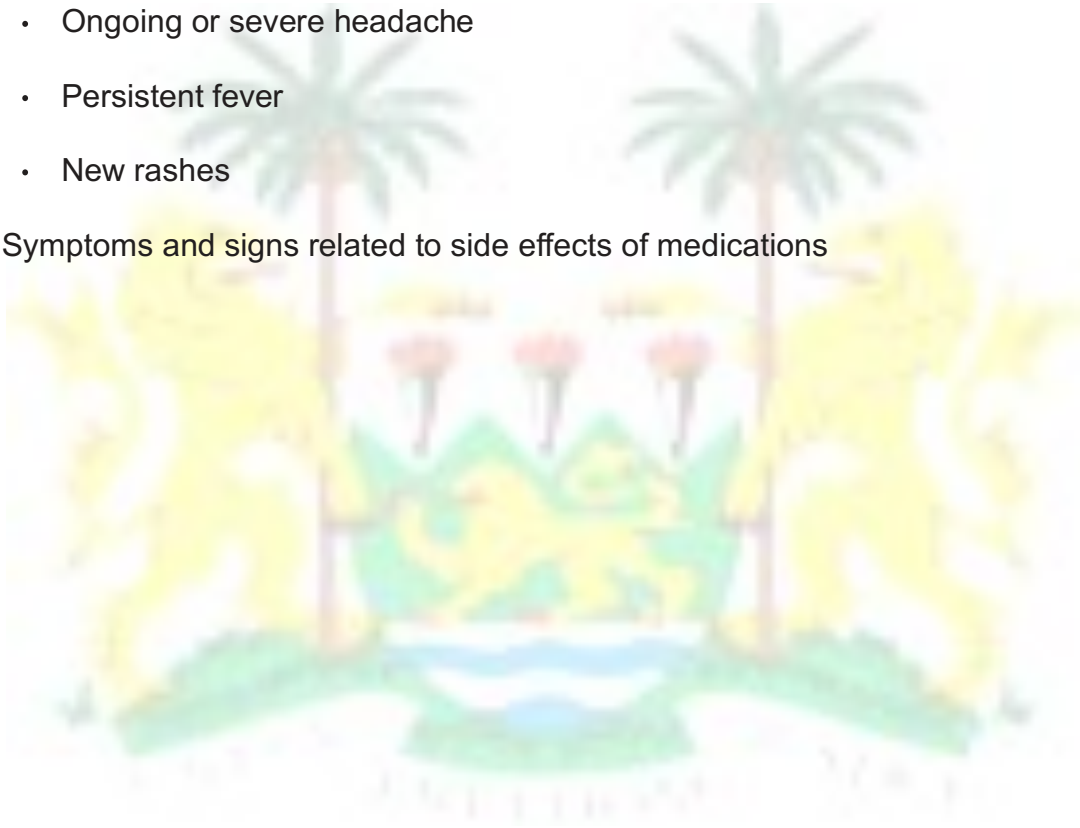 • Ongoing or severe headache
• Persistent fever
• New rashes
Symptoms and signs related to side effects of medications